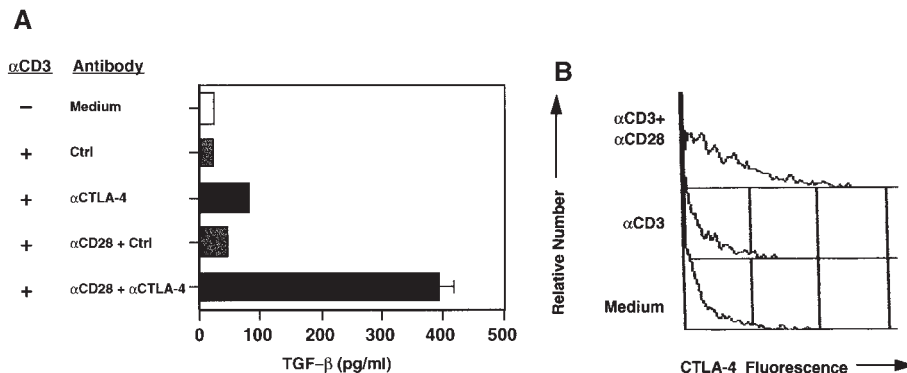 A
αCD3 Antibody
− Medium
+ Ctrl
+ αCTLA-4
+ αCD28 + Ctrl
+ αCD28 + αCTLA-4
0 100 200 300 400 500
TGF−β (pg/ml)
B
Relative Number
αCD3+
αCD28
αCD3
Medium
CTLA-4 Fluorescence